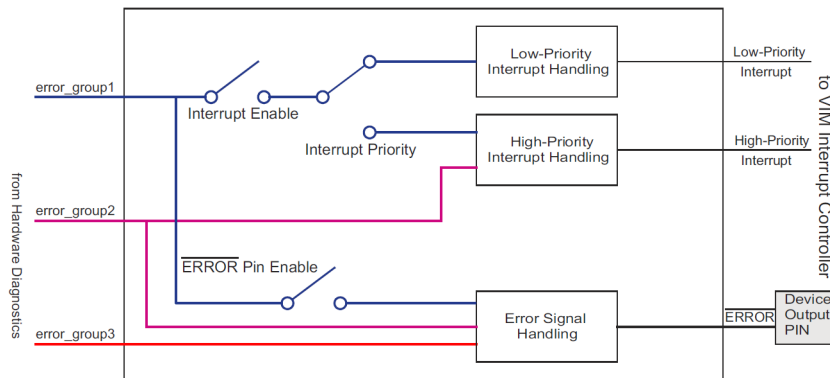 Low-Priority
Interrupt Handling
Low-Priority
Interrupt
error_group1
Interrupt Enable
Interrupt Priority
High-Priority
Interrupt Handling
High-Priority
Interrupt
to VIM Interrupt Controller
from Hardware Diagnostics
error_group2
ERROR Pin Enable
error_group3
Error Signal
Handling
ERROR
Device
Output
PIN